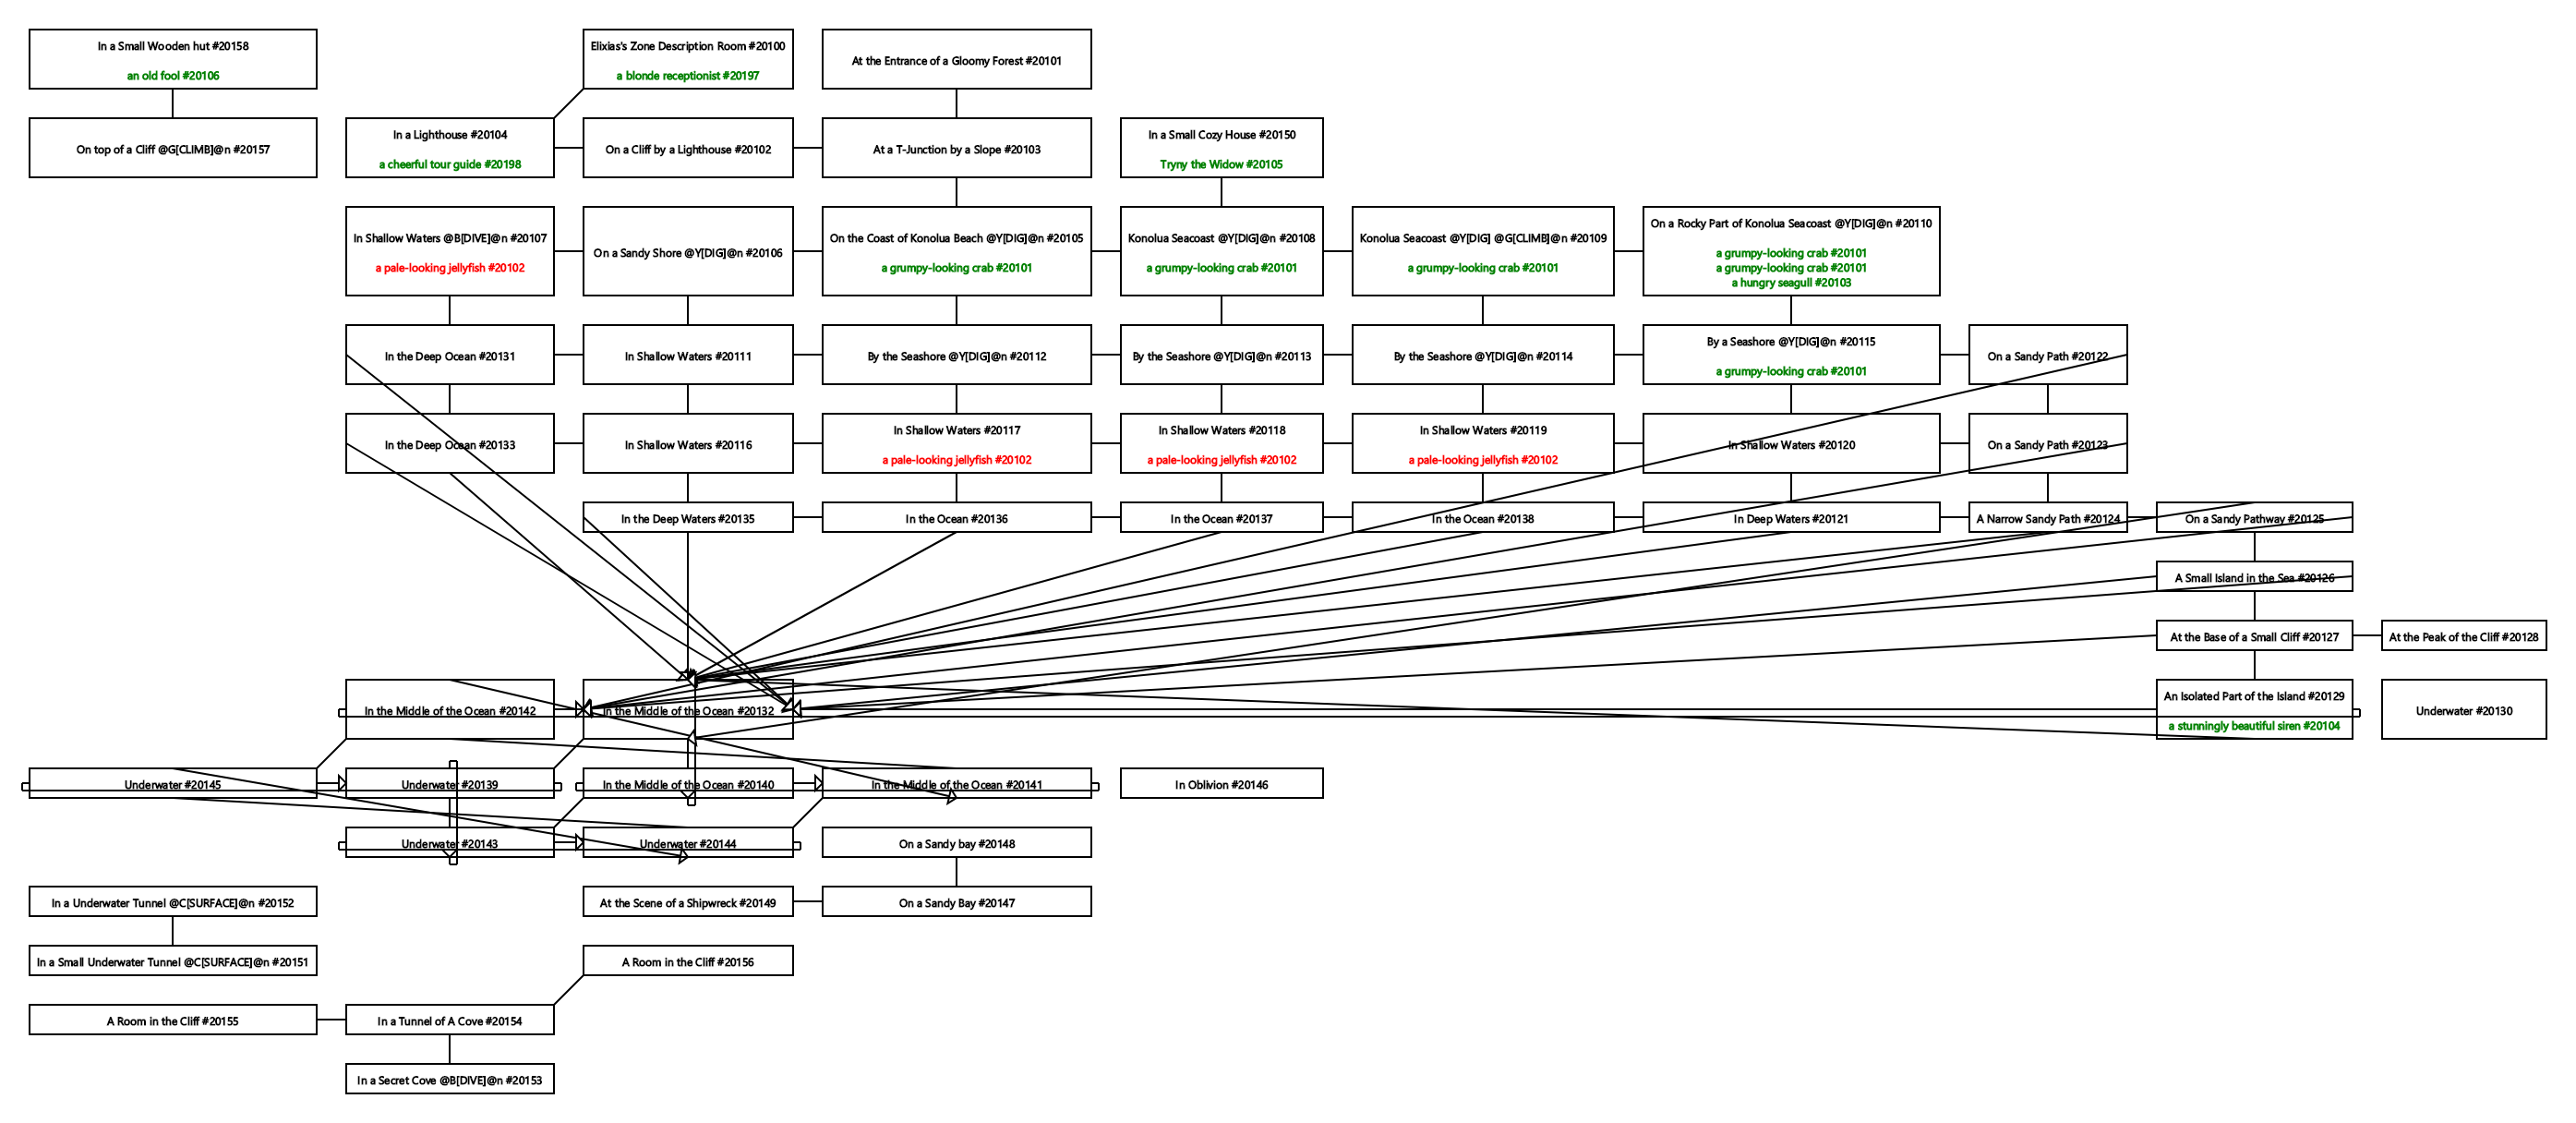 In a Small Wooden hut #20158
an old fool #20106
Elixias's Zone Description Room #20100
a blonde receptionist #20197
At the Entrance of a Gloomy Forest #20101
On top of a Cliff @G[CLIMB]@n #20157
In a Lighthouse #20104
a cheerful tour guide #20198
On a Cliff by a Lighthouse #20102
At a T-Junction by a Slope #20103
In a Small Cozy House #20150
Tryny the Widow #20105
In Shallow Waters @B[DIVE]@n #20107
a pale-looking jellyfish #20102
On a Sandy Shore @Y[DIG]@n #20106
On the Coast of Konolua Beach @Y[DIG]@n #20105
a grumpy-looking crab #20101
Konolua Seacoast @Y[DIG]@n #20108
a grumpy-looking crab #20101
Konolua Seacoast @Y[DIG] @G[CLIMB]@n #20109
a grumpy-looking crab #20101
On a Rocky Part of Konolua Seacoast @Y[DIG]@n #20110
a grumpy-looking crab #20101
a grumpy-looking crab #20101
a hungry seagull #20103
In the Deep Ocean #20131
In Shallow Waters #20111
By the Seashore @Y[DIG]@n #20112
By the Seashore @Y[DIG]@n #20113
By the Seashore @Y[DIG]@n #20114
By a Seashore @Y[DIG]@n #20115
a grumpy-looking crab #20101
On a Sandy Path #20122
In the Deep Ocean #20133
In Shallow Waters #20116
In Shallow Waters #20117
a pale-looking jellyfish #20102
In Shallow Waters #20118
a pale-looking jellyfish #20102
In Shallow Waters #20119
a pale-looking jellyfish #20102
In Shallow Waters #20120
On a Sandy Path #20123
In the Deep Waters #20135
In the Ocean #20136
In the Ocean #20137
In the Ocean #20138
In Deep Waters #20121
A Narrow Sandy Path #20124
On a Sandy Pathway #20125
A Small Island in the Sea #20126
At the Base of a Small Cliff #20127
At the Peak of the Cliff #20128
In the Middle of the Ocean #20142
In the Middle of the Ocean #20132
An Isolated Part of the Island #20129
a stunningly beautiful siren #20104
Underwater #20130
Underwater #20145
Underwater #20139
In the Middle of the Ocean #20140
In the Middle of the Ocean #20141
In Oblivion #20146
Underwater #20143
Underwater #20144
On a Sandy bay #20148
In a Underwater Tunnel @C[SURFACE]@n #20152
At the Scene of a Shipwreck #20149
On a Sandy Bay #20147
In a Small Underwater Tunnel @C[SURFACE]@n #20151
A Room in the Cliff #20156
A Room in the Cliff #20155
In a Tunnel of A Cove #20154
In a Secret Cove @B[DIVE]@n #20153